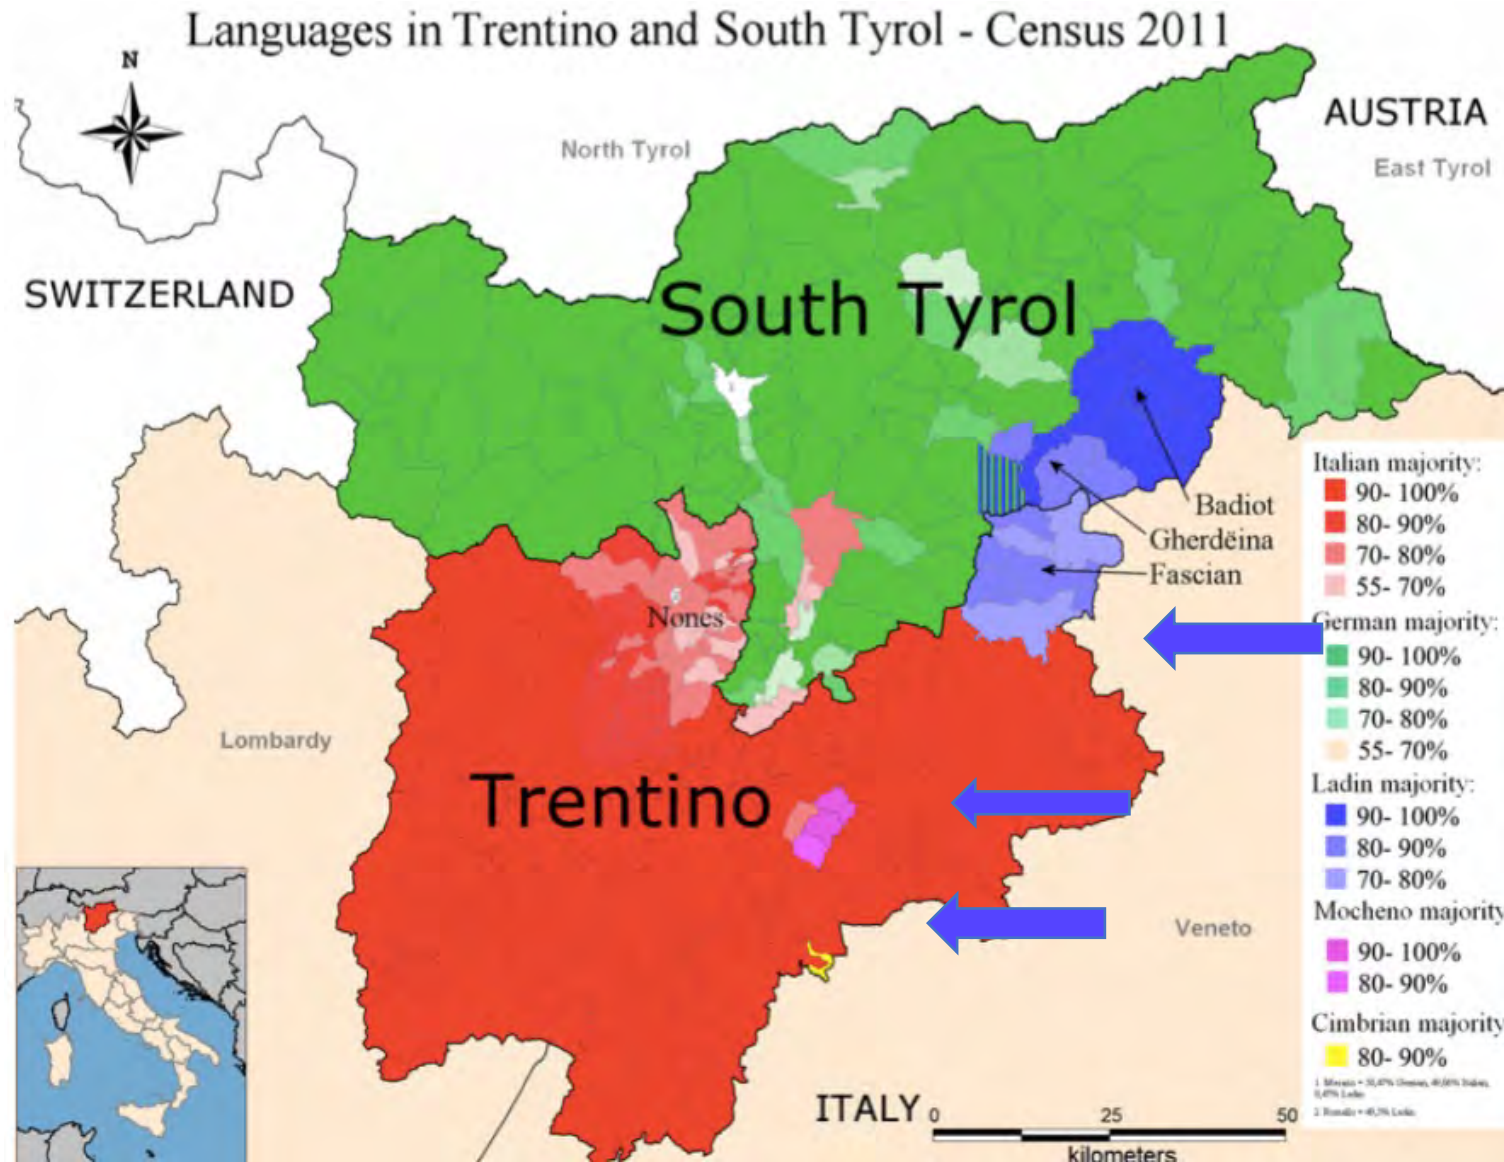 Languages in Trentino and South Tyrol - Census 2011
N
AUSTRIA
North Tyrol
East Tyrol
SWITZERLAND
South Tyrol
Badiot
Gherdëina
Fascian
Nones
Lombardy
Trentino
Veneto
ITALY
0 25 50
kilometers
Italian majority:
90- 100%
80- 90%
70- 80%
55- 70%
German majority:
90- 100%
80- 90%
70- 80%
55- 70%
Ladin majority:
90- 100%
80- 90%
70- 80%
Mocheno majority
90- 100%
80- 90%
Cimbrian majority
80- 90%